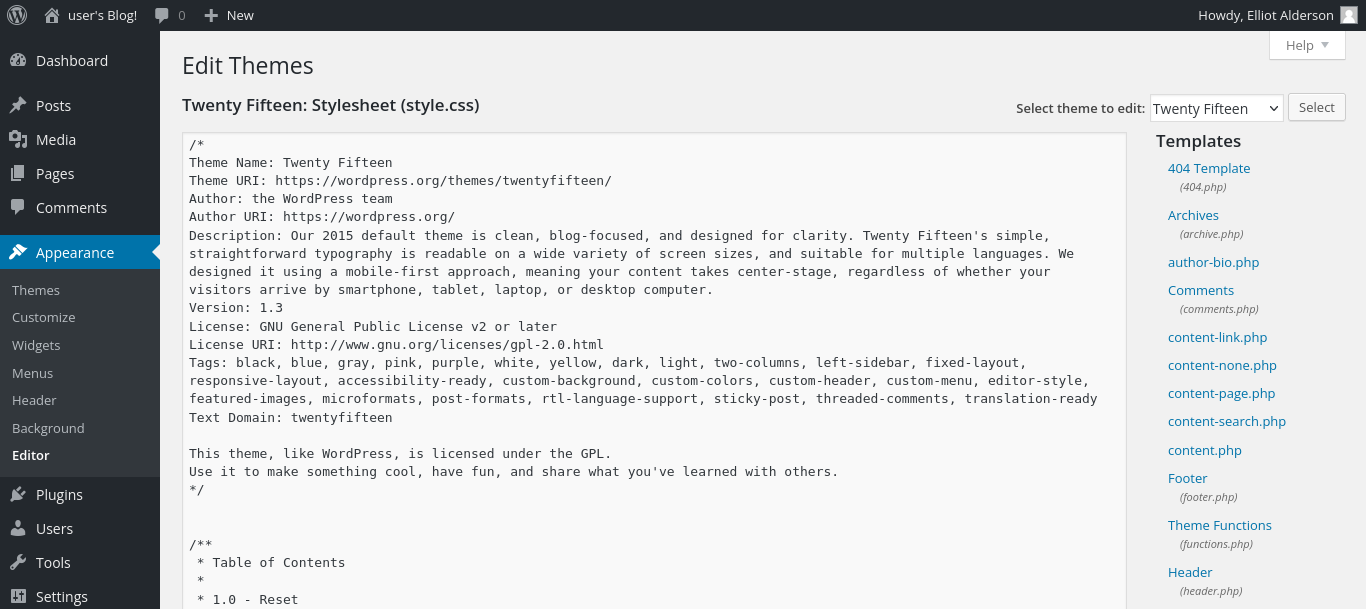 user's Blog! 0 New Howdy, Elliot Alderson
Help
Dashboard
Posts
Media
Pages
Comments
Appearance
Themes
Customize
Widgets
Menus
Header
Background
Editor
Plugins
Users
Tools
Settings
Edit Themes
Twenty Fifteen: Stylesheet (style.css)
Select theme to edit: Twenty Fifteen Select
/*
Theme Name: Twenty Fifteen
Theme URI: https://wordpress.org/themes/twentyfifteen/
Author: the WordPress team
Author URI: https://wordpress.org/
Description: Our 2015 default theme is clean, blog-focused, and designed for clarity. Twenty Fifteen's simple,
straightforward typography is readable on a wide variety of screen sizes, and suitable for multiple languages. We
designed it using a mobile-first approach, meaning your content takes center-stage, regardless of whether your
visitors arrive by smartphone, tablet, laptop, or desktop computer.
Version: 1.3
License: GNU General Public License v2 or later
License URI: http://www.gnu.org/licenses/gpl-2.0.html
Tags: black, blue, gray, pink, purple, white, yellow, dark, light, two-columns, left-sidebar, fixed-layout,
responsive-layout, accessibility-ready, custom-background, custom-colors, custom-header, custom-menu, editor-style,
featured-images, microformats, post-formats, rtl-language-support, sticky-post, threaded-comments, translation-ready
Text Domain: twentyfifteen
This theme, like WordPress, is licensed under the GPL.
Use it to make something cool, have fun, and share what you've learned with others.
*/
/**
* Table of Contents
*
* 1.0 - Reset
Templates
404 Template
(404.php)
Archives
(archive.php)
author-bio.php
Comments
(comments.php)
content-link.php
content-none.php
content-page.php
content-search.php
content.php
Footer
(footer.php)
Theme Functions
(functions.php)
Header
(header.php)